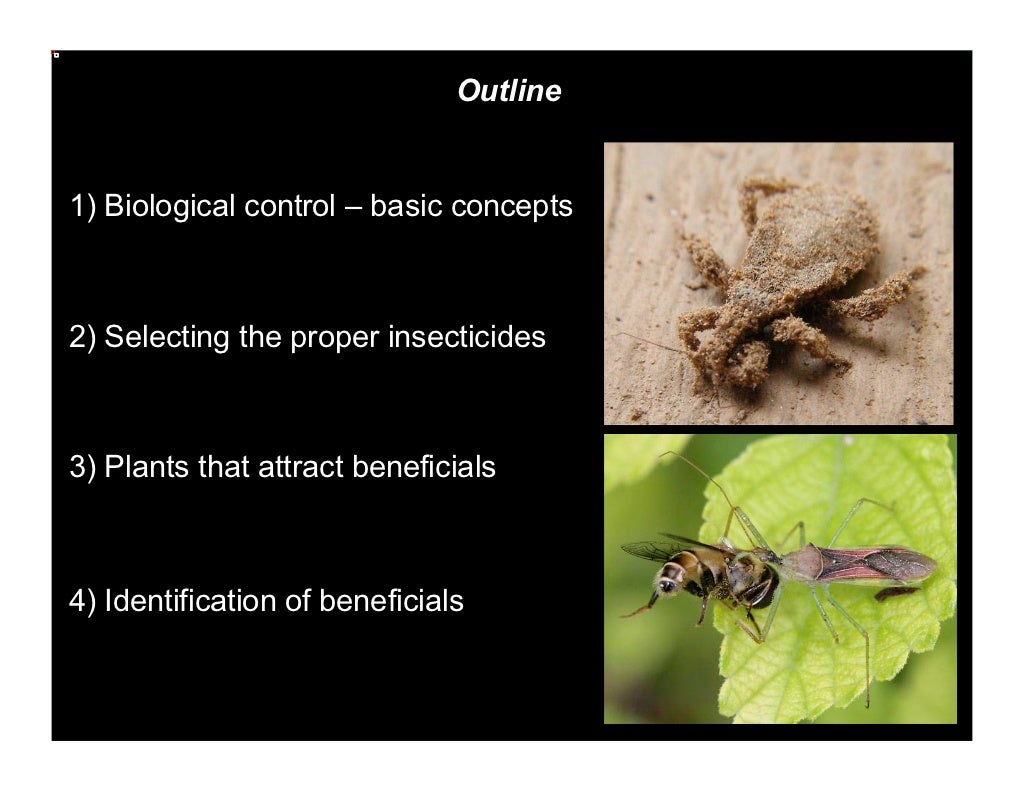 Outline
1) Biological control – basic concepts
2) Selecting the proper insecticides
3) Plants that attract beneficials
4) Identification of beneficials